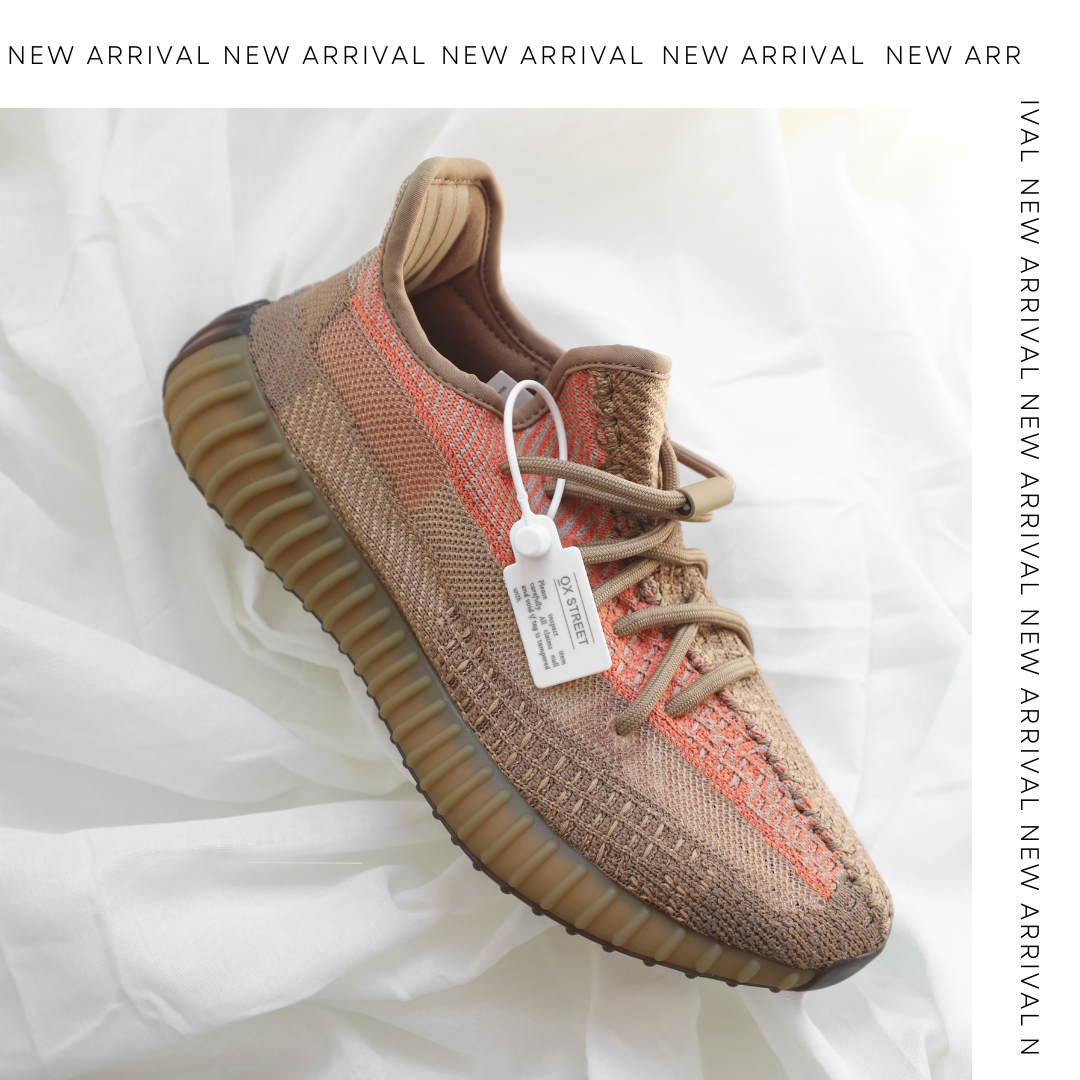 NEW ARRIVAL NEW ARRIVAL NEW ARRIVAL NEW ARRIVAL NEW ARR
IVAL NEW ARRIVAL NEW ARRIVAL NEW ARRIVAL NEW ARRIVAL N
OX STREET
Please inspect item
carefully. All claims null
and void if tag is tampered
with